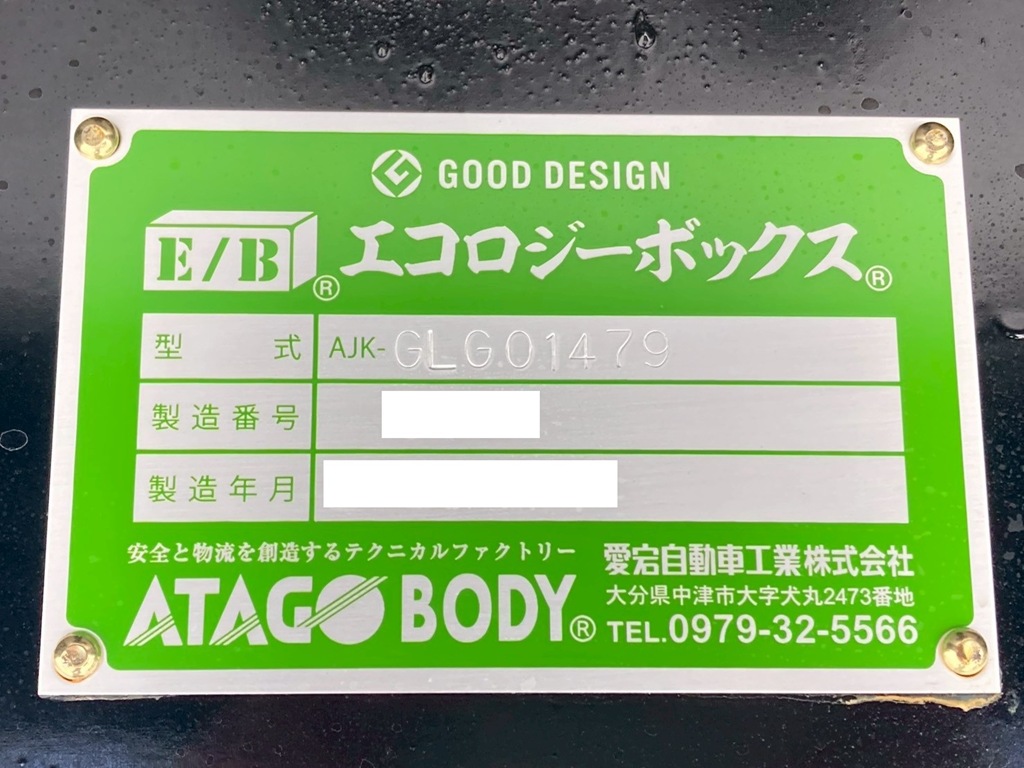 GOOD DESIGN
E/B® エコロジーボックス®
型式 AJK-GLG01479
製造番号
製造年月
安全と物流を創造するテクニカルファクトリー
ATAGO BODY®
愛宕自動車工業株式会社
大分県中津市大字犬丸2473番地
TEL.0979-32-5566